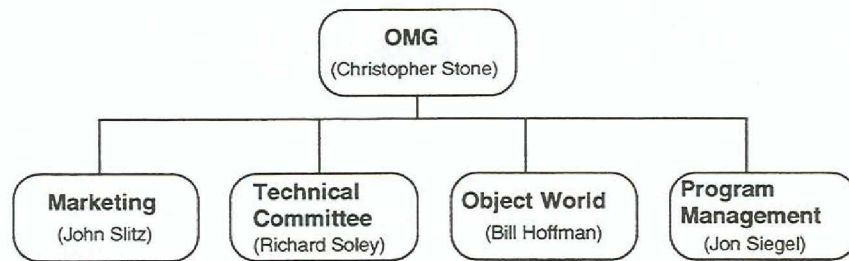 OMG
(Christopher Stone)
Marketing
(John Slitz)
Technical
Committee
(Richard Soley)
Object World
(Bill Hoffman)
Program
Management
(Jon Siegel)